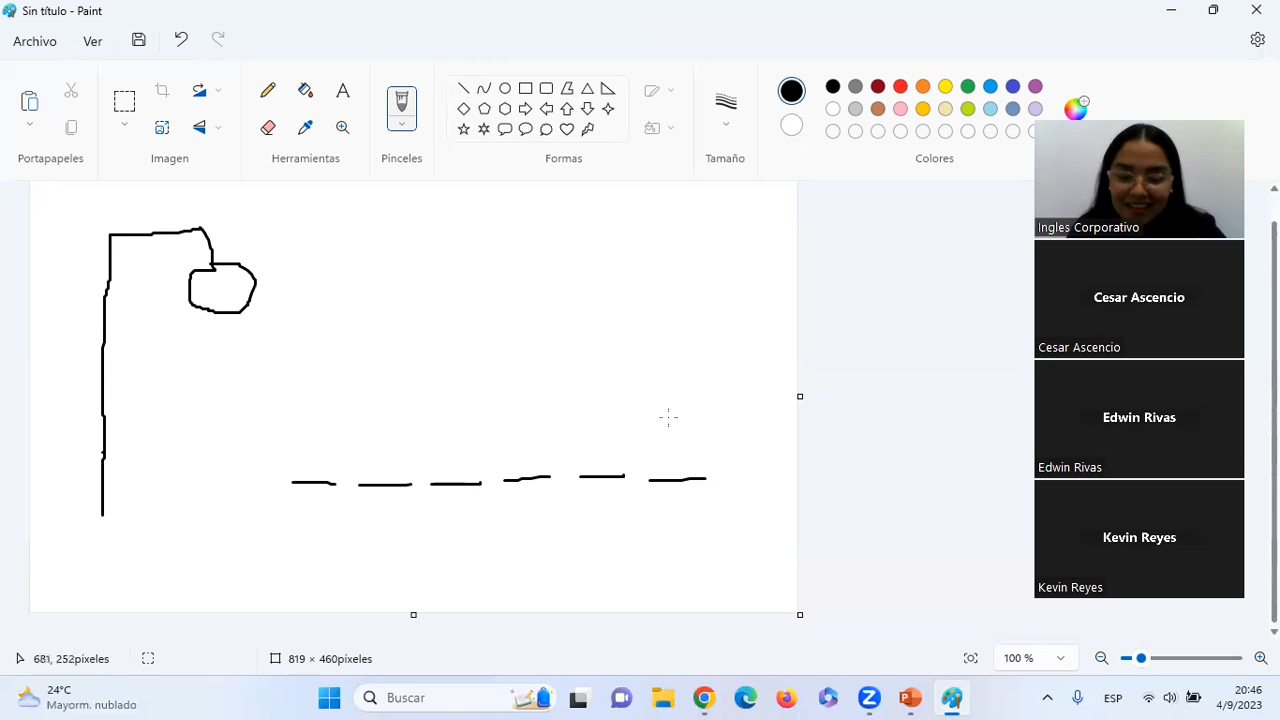 Sin título - Paint
Archivo
Ver
Portapapeles
Imagen
Herramientas
Pinceles
Formas
Tamaño
Colores
Ingles Corporativo
Cesar Ascencio
Cesar Ascencio
Edwin Rivas
Edwin Rivas
Kevin Reyes
Kevin Reyes
681, 252píxeles
819 × 460píxeles
100 %
24°C
Mayorm. nublado
Buscar
ESP
20:46
4/9/2023